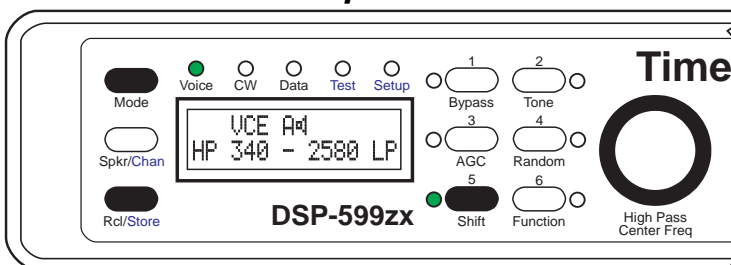 Time
1 2
Voice CW Data Test Setup
Mode
Bypass Tone
VCE A
HP 340 - 2580 LP
3 4
Spkr/Chan
AGC Random
5 6
Rcl/Store
DSP-599zx
Shift Function
High Pass
Center Freq